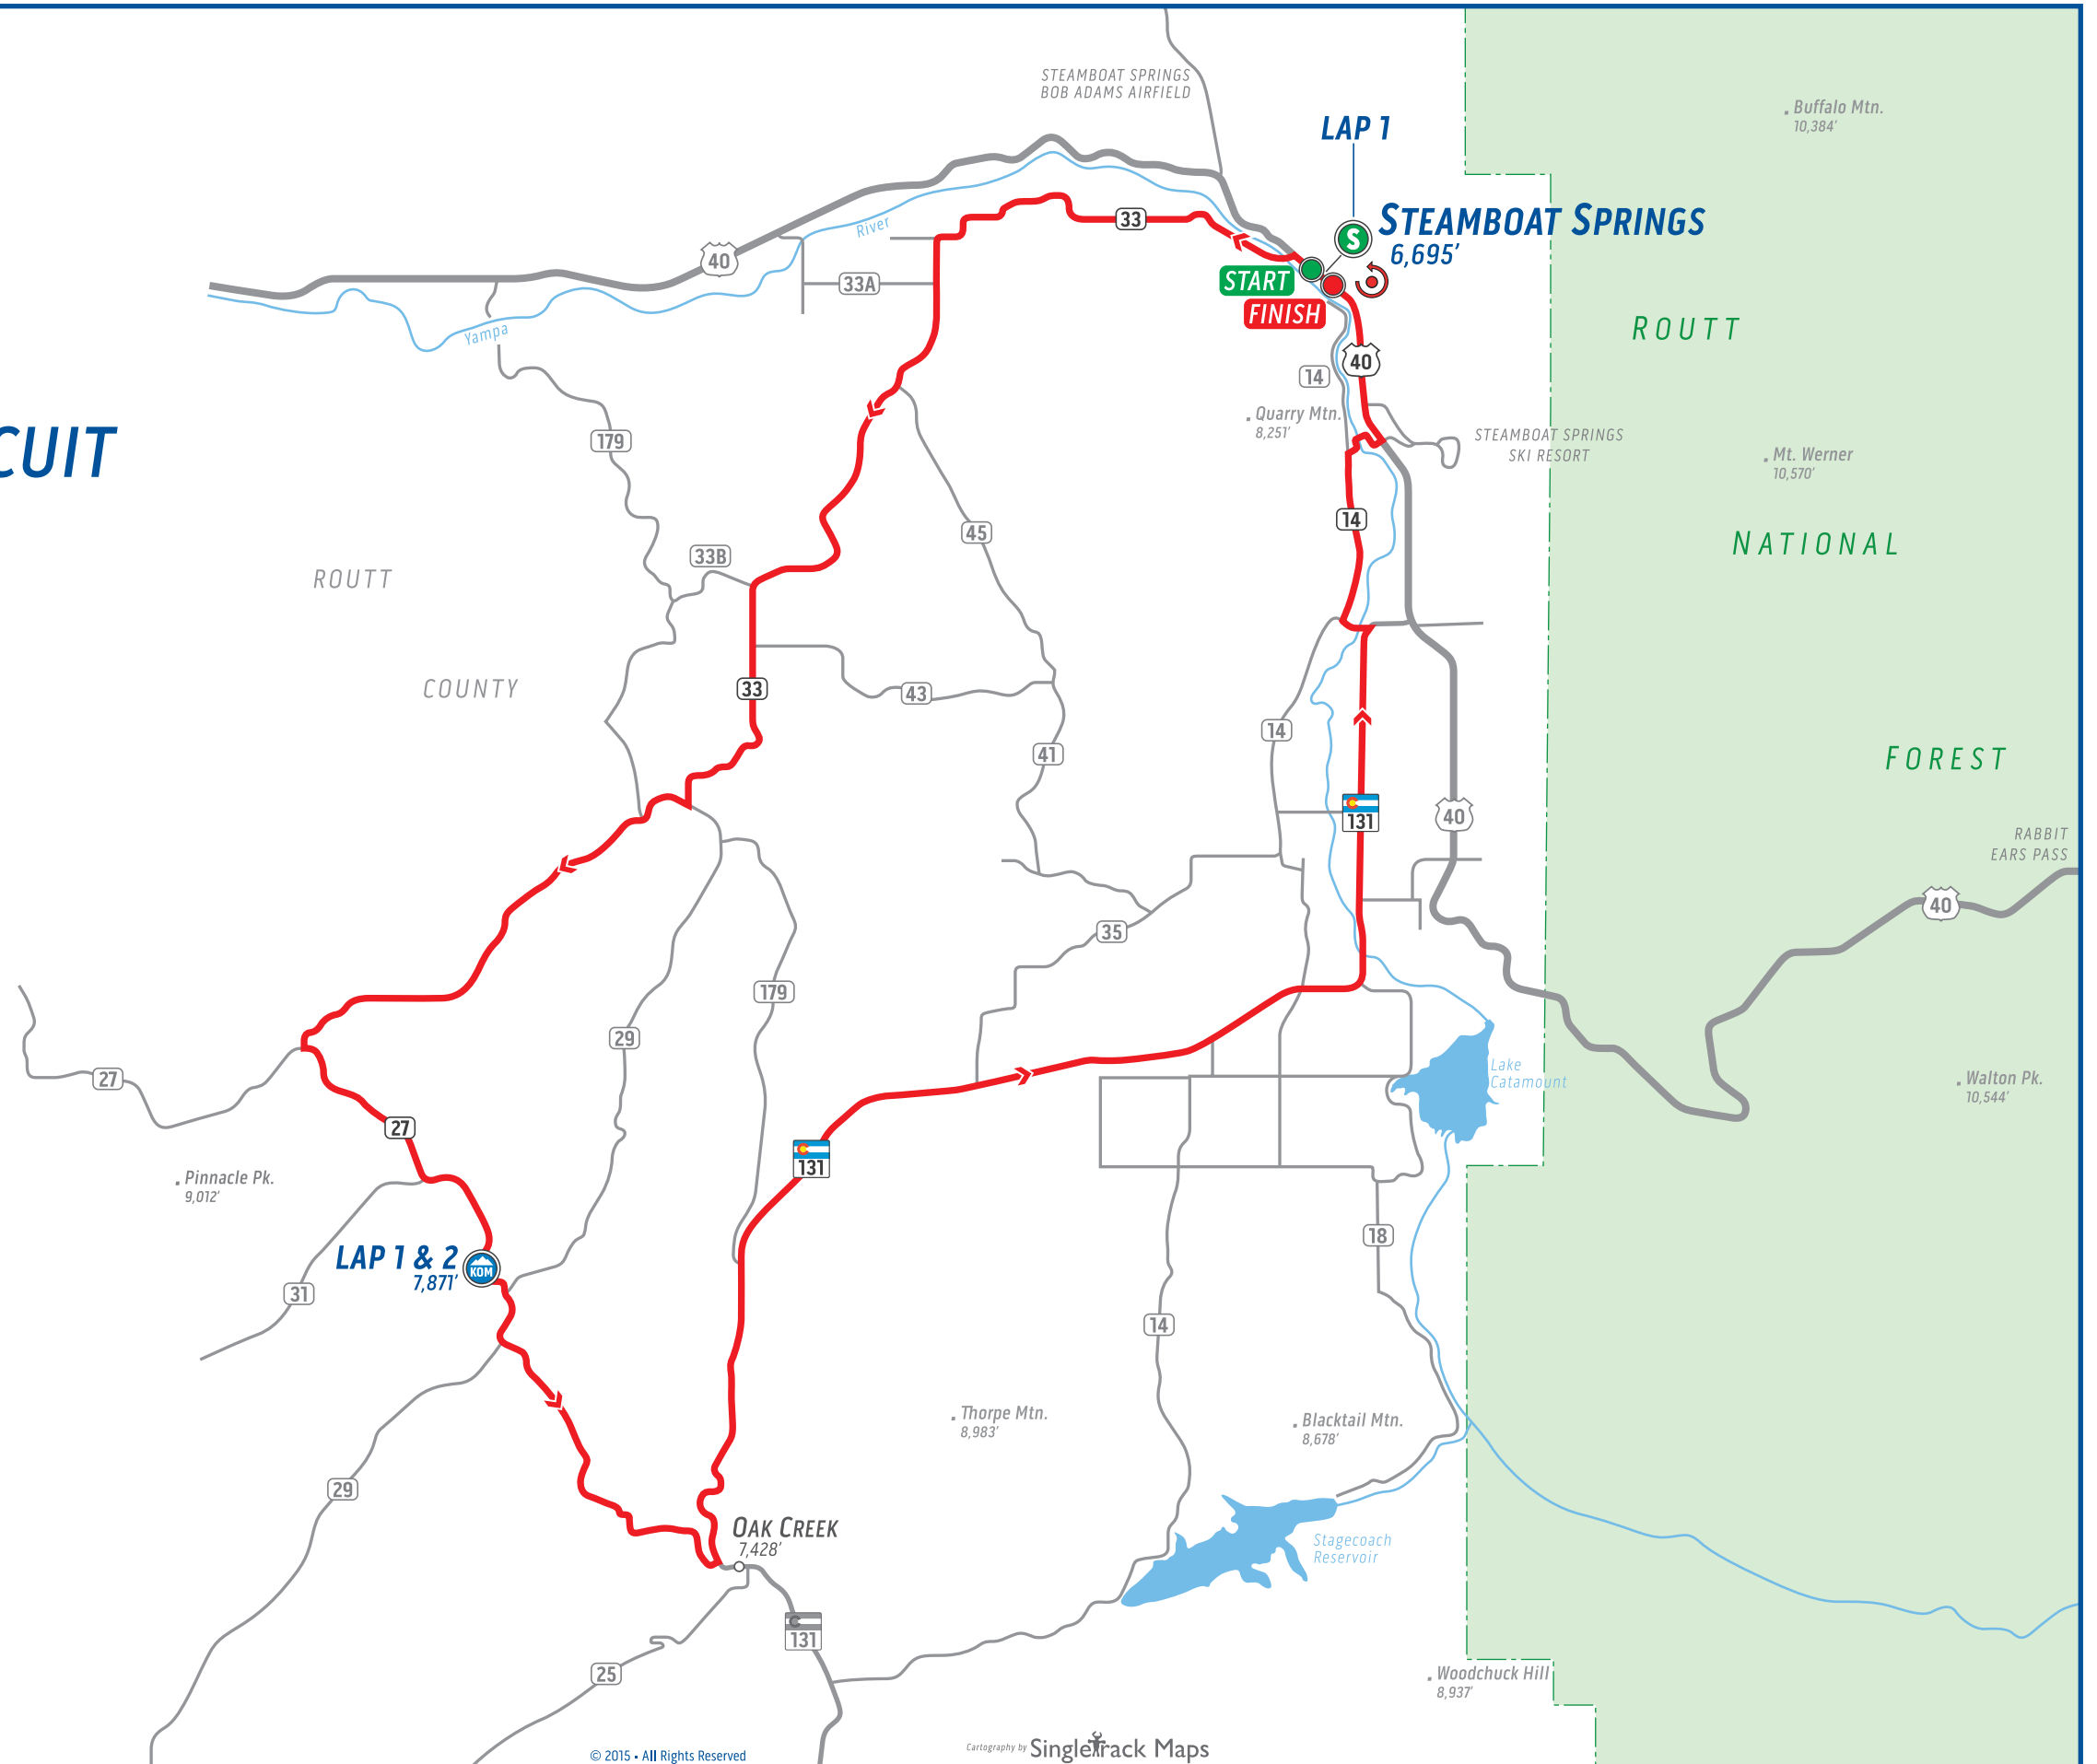 STEAMBOAT SPRINGS
BOB ADAMS AIRFIELD
LAP 1
Buffalo Mtn.
10,384'
S
STEAMBOAT SPRINGS
6,695'
33
River
40
33A
START
FINISH
Yampa
40
14
ROUTT
Quarry Mtn.
8,251'
CUIT
179
STEAMBOAT SPRINGS
SKI RESORT
Mt. Werner
10,570'
14
45
NATIONAL
33B
ROUTT
COUNTY
33
43
14
41
FOREST
131
40
RABBIT
EARS PASS
40
35
179
29
27
Lake
Catamount
Walton Pk.
10,544'
27
131
Pinnacle Pk.
9,012'
18
LAP 1 & 2
7,871'
KOM
31
14
Thorpe Mtn.
8,983'
Blacktail Mtn.
8,678'
29
OAK CREEK
7,428'
Stagecoach
Reservoir
131
25
Woodchuck Hill
8,937'
© 2015 • All Rights Reserved
Cartography by Singletrack Maps